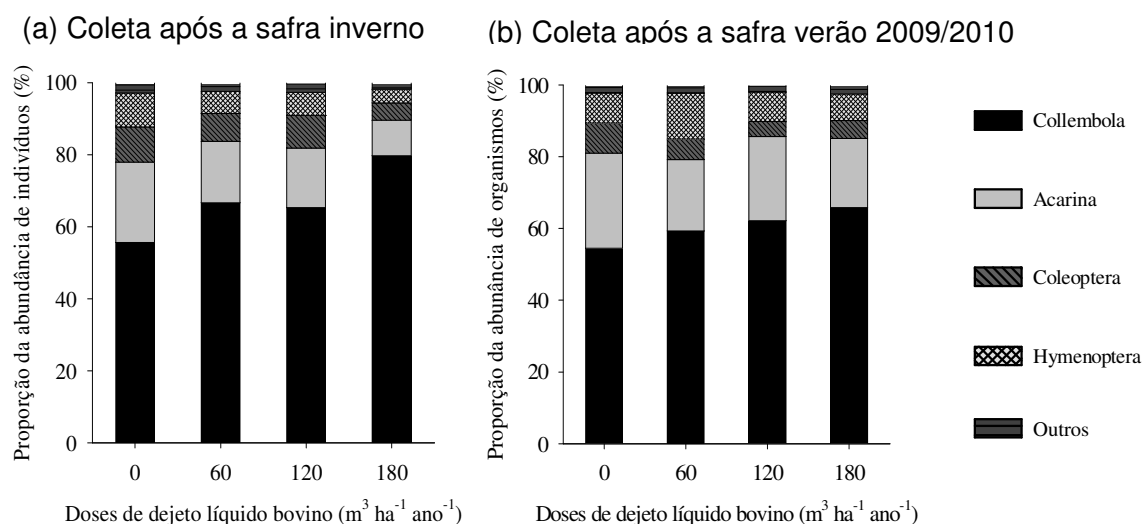 (a) Coleta após a safra inverno
(b) Coleta após a safra verão 2009/2010
Proporção da abundância de indivíduos (%)
100
80
60
40
20
0
0 60 120 180
Doses de dejeto líquido bovino (m³ ha⁻¹ ano⁻¹)
Proporção da abunância de organismos (%)
100
80
60
40
20
0
0 60 120 180
Doses de dejeto líquido bovino (m³ ha⁻¹ ano⁻¹)
Collembola
Acarina
Coleoptera
Hymenoptera
Outros